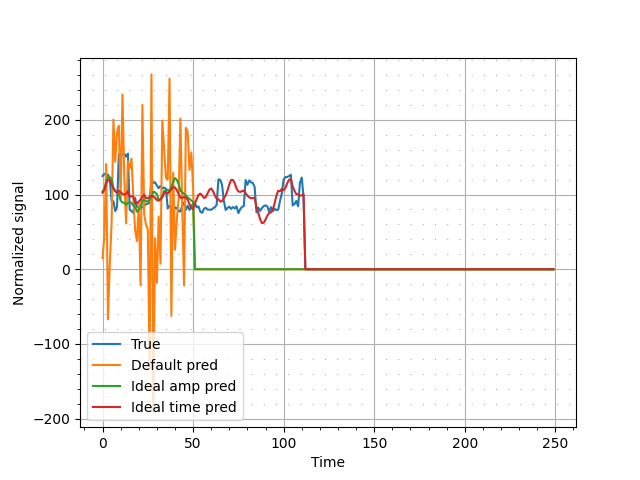 Normalized signal
200
100
0
−100
−200
True
Default pred
Ideal amp pred
Ideal time pred
0 50 100 150 200 250
Time